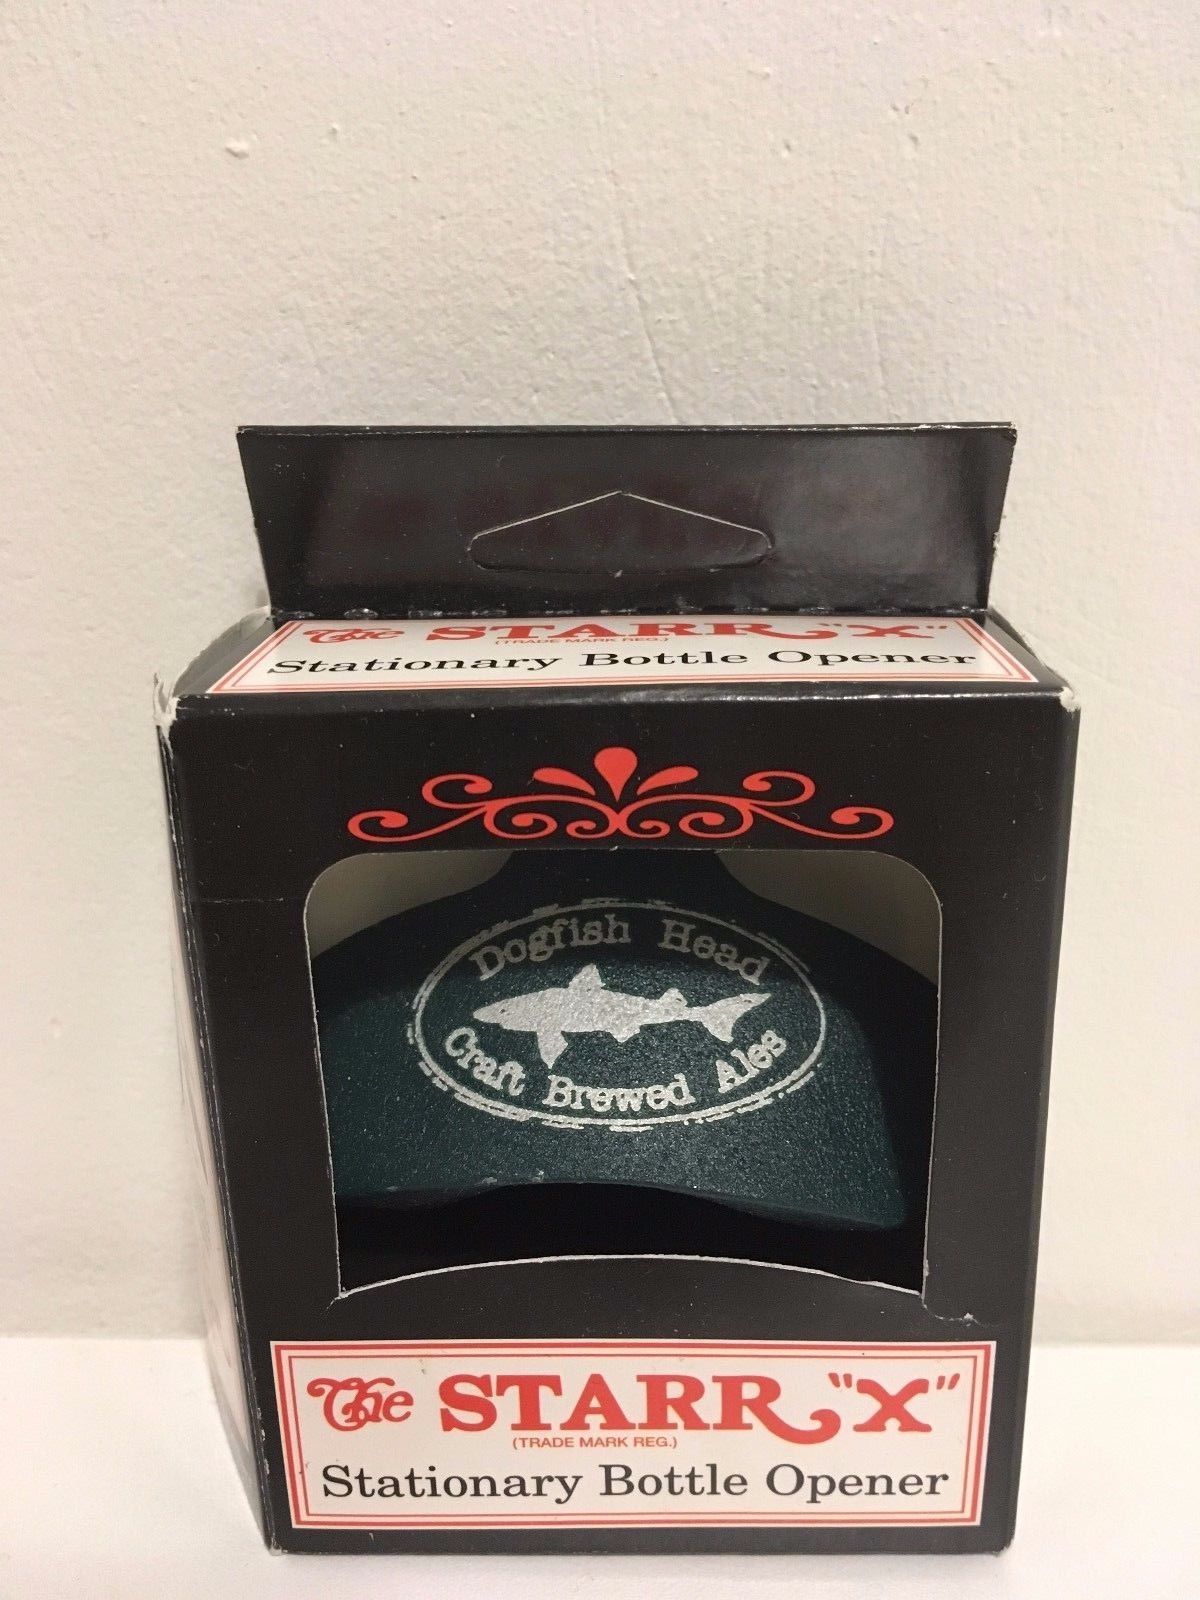 The STARR "X"
(TRADE MARK REG.)
Stationary Bottle Opener
Dogfish Head
Craft Brewed Ales
The STARR "X"
(TRADE MARK REG.)
Stationary Bottle Opener